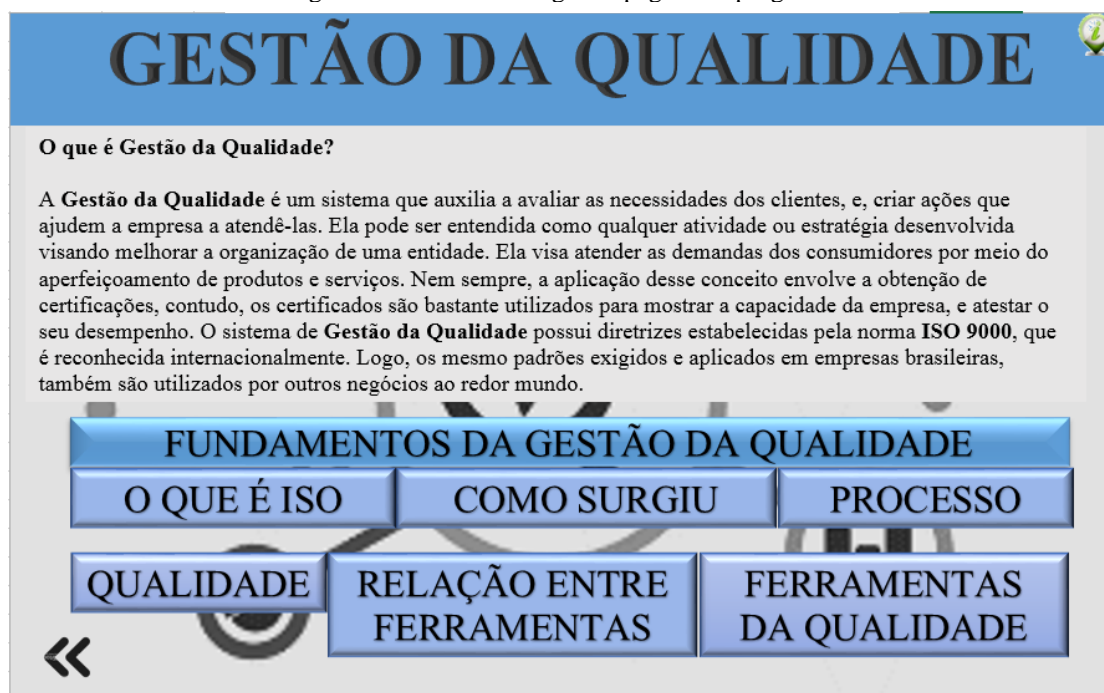 GESTÃO DA QUALIDADE
O que é Gestão da Qualidade?
A Gestão da Qualidade é um sistema que auxilia a avaliar as necessidades dos clientes, e, criar ações que
ajudem a empresa a atendê-las. Ela pode ser entendida como qualquer atividade ou estratégia desenvolvida
visando melhorar a organização de uma entidade. Ela visa atender as demandas dos consumidores por meio do
aperfeiçoamento de produtos e serviços. Nem sempre, a aplicação desse conceito envolve a obtenção de
certificações, contudo, os certificados são bastante utilizados para mostrar a capacidade da empresa, e atestar o
seu desempenho. O sistema de Gestão da Qualidade possui diretrizes estabelecidas pela norma ISO 9000, que
é reconhecida internacionalmente. Logo, os mesmo padrões exigidos e aplicados em empresas brasileiras,
também são utilizados por outros negócios ao redor mundo.
FUNDAMENTOS DA GESTÃO DA QUALIDADE
O QUE É ISO
COMO SURGIU
PROCESSO
QUALIDADE
RELAÇÃO ENTRE
FERRAMENTAS
FERRAMENTAS
DA QUALIDADE